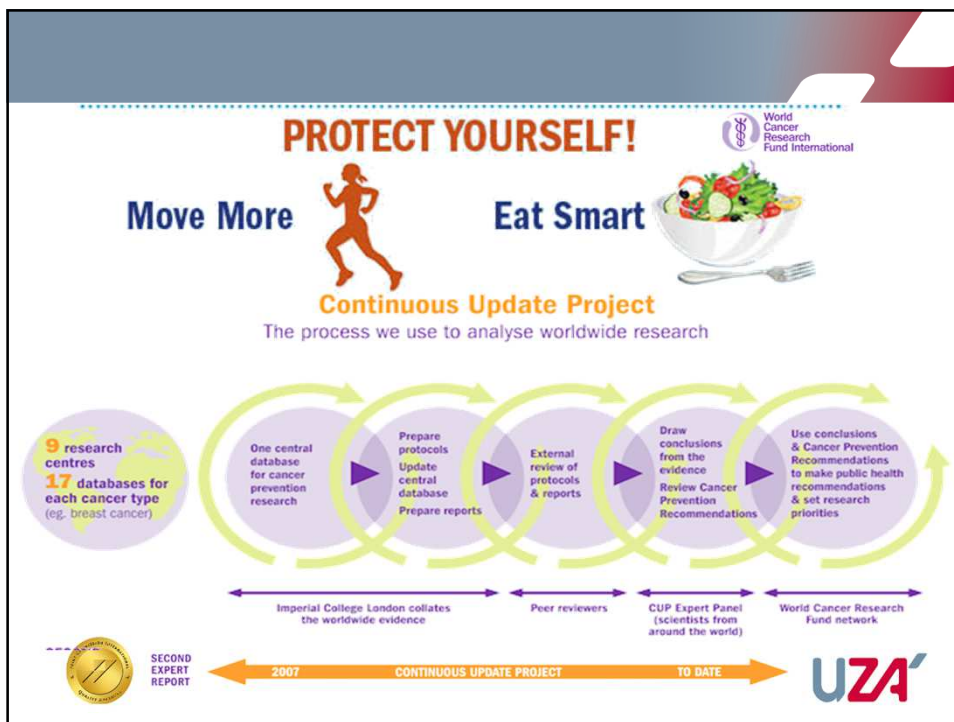 PROTECT YOURSELF!
World
Cancer
Research
Fund International
Move More
Eat Smart
Continuous Update Project
The process we use to analyse worldwide research
9 research
centres
17 databases for
each cancer type
(eg. breast cancer)
One central
database
for cancer
prevention
research
Prepare
protocols
Update
central
database
Prepare reports
External
review of
protocols
& reports
Draw
conclusions
from the
evidence
Review Cancer
Prevention
Recommendations
Use conclusions
& Cancer Prevention
Recommendations
to make public health
recommendations
& set research
priorities
Imperial College London collates
the worldwide evidence
Peer reviewers
CUP Expert Panel
(scientists from
around the world)
World Cancer Research
Fund network
SECOND
EXPERT
REPORT
2007 CONTINUOUS UPDATE PROJECT TO DATE
UZA